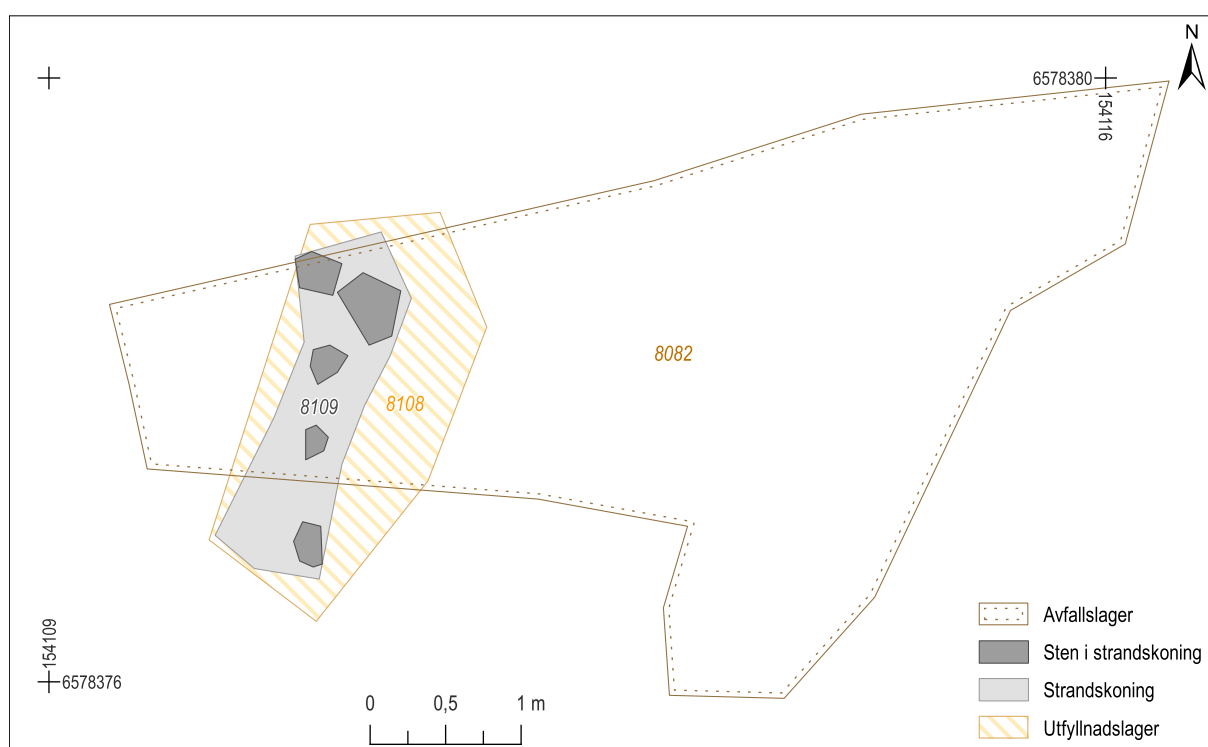 N
6578380
154116
8082
8109
8108
154109
6578376
0 0,5 1 m
Avfallslager
Sten i strandskoning
Strandskoning
Utfyllnadslager